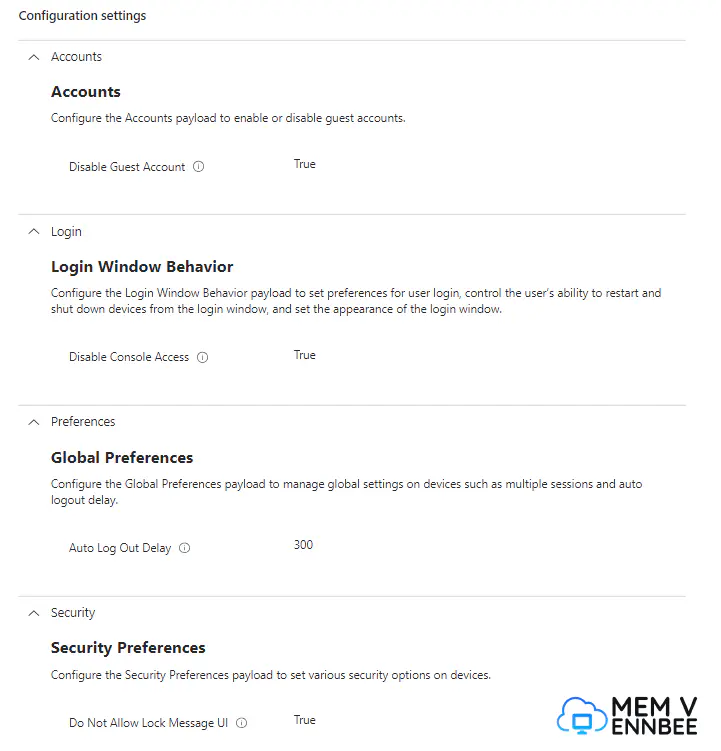 Configuration settings
Accounts
Accounts
Configure the Accounts payload to enable or disable guest accounts.
Disable Guest Account
True
Login
Login Window Behavior
Configure the Login Window Behavior payload to set preferences for user login, control the user's ability to restart and
shut down devices from the login window, and set the appearance of the login window.
Disable Console Access
True
Preferences
Global Preferences
Configure the Global Preferences payload to manage global settings on devices such as multiple sessions and auto
logout delay.
Auto Log Out Delay
300
Security
Security Preferences
Configure the Security Preferences payload to set various security options on devices.
Do Not Allow Lock Message UI
True
MEM V
ENNBEE